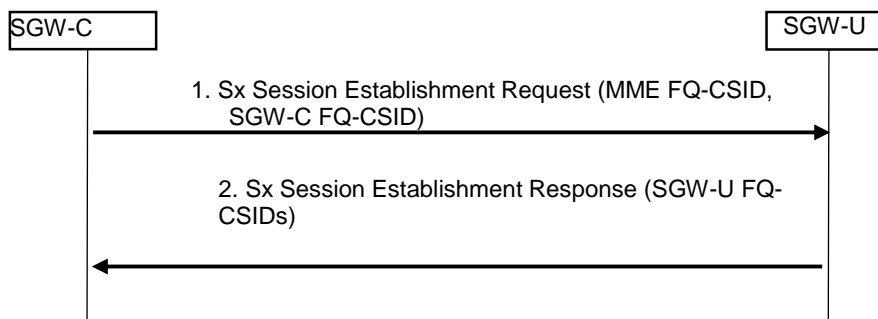 SGW-C
SGW-U
1. Sx Session Establishment Request (MME FQ-CSID,
SGW-C FQ-CSID)
2. Sx Session Establishment Response (SGW-U FQ-
CSIDs)